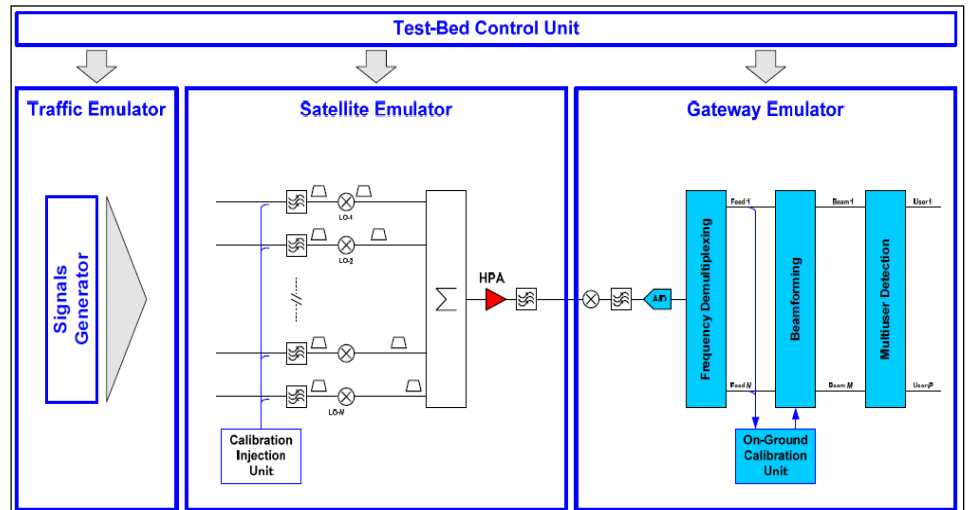 Test-Bed Control Unit
Traffic Emulator
Satellite Emulator
Gateway Emulator
Signals
Generator
LO-1
LO-2
LO-N
Calibration
Injection
Unit
Σ
HPA
A/D
Frequency Demultiplexing
Feed 1
Feed N
Beamforming
Beam 1
Beam M
Multiuser Detection
User 1
User P
On-Ground
Calibration
Unit